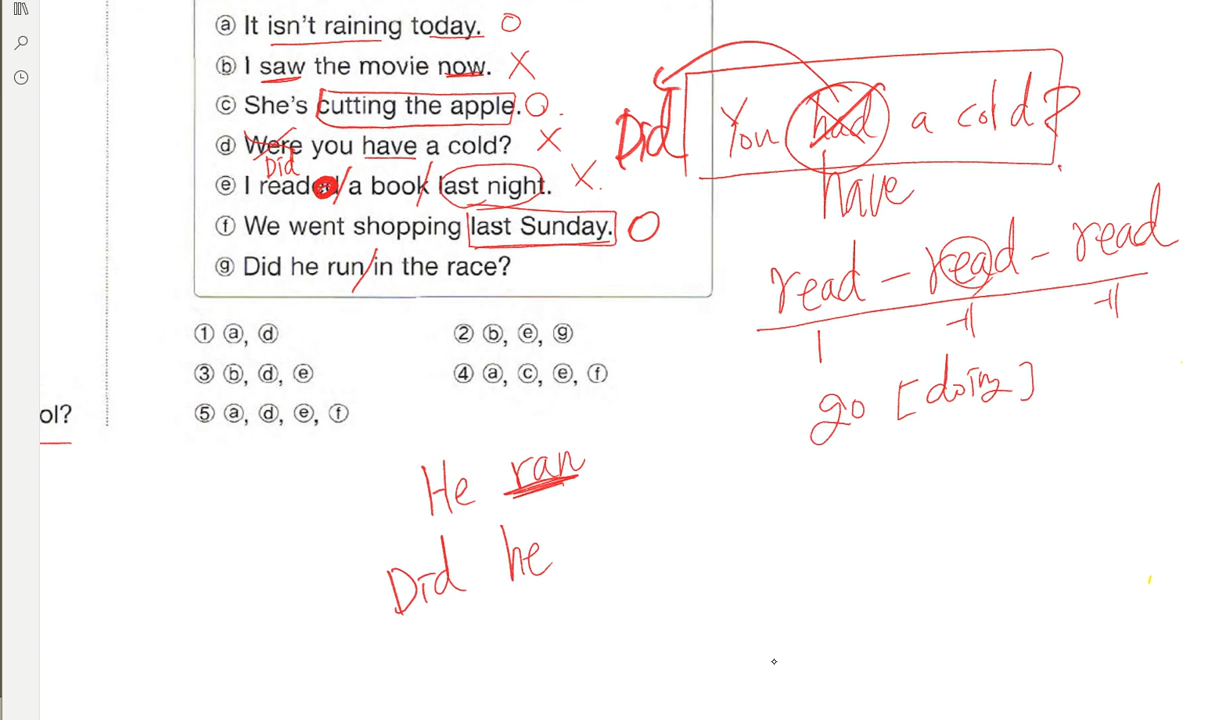 ⓐ It isn't raining today. O
ⓑ I saw the movie now. X
ⓒ She's cutting the apple. O.
ⓓ Were you have a cold? X
Did
ⓔ I readed a book last night. X.
ⓕ We went shopping last Sunday. O
ⓖ Did he run in the race?
① ⓐ, ⓓ
② ⓑ, ⓔ, ⓖ
③ ⓑ, ⓓ, ⓔ
④ ⓐ, ⓒ, ⓔ, ⓕ
⑤ ⓐ, ⓓ, ⓔ, ⓕ
ol?
Did You had a cold?
have
read - read - read
ㅣ ㅔ ㅔ
go [doing]
He ran
Did he